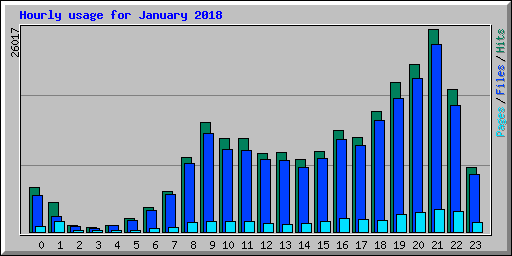 Hourly usage for January 2018
26017
Pages/Files/Hits
0 1 2 3 4 5 6 7 8 9 10 11 12 13 14 15 16 17 18 19 20 21 22 23